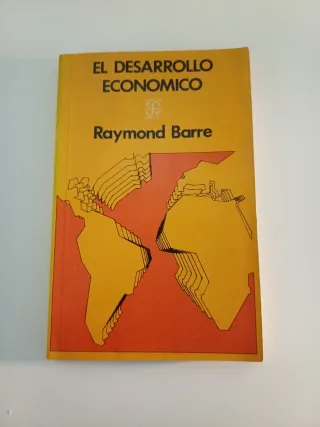 EL DESARROLLO
ECONOMICO
Raymond Barre